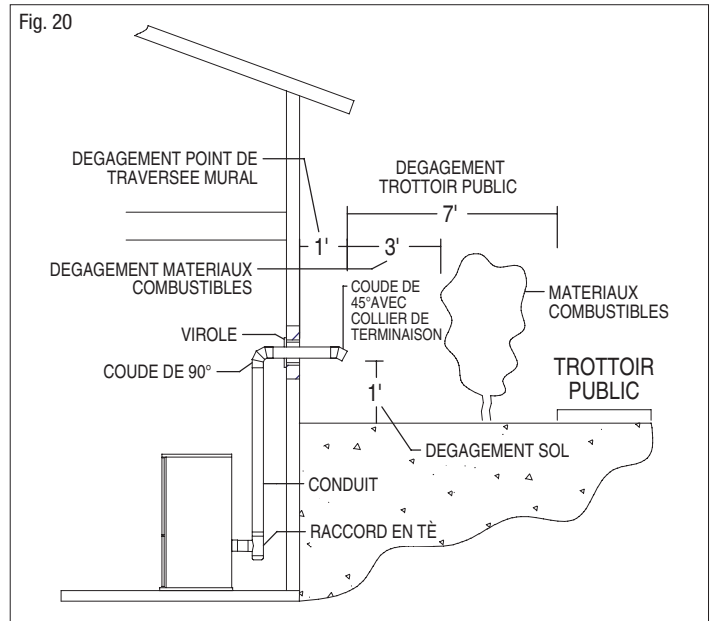 Fig. 20
DEGAGEMENT POINT DE
TRAVERSEE MURAL
DEGAGEMENT
TROTTOIR PUBLIC
7'
1'
3'
DEGAGEMENT MATERIAUX
COMBUSTIBLES
COUDE DE
45°AVEC
COLLIER DE
TERMINAISON
MATERIAUX
COMBUSTIBLES
VIROLE
COUDE DE 90°
TROTTOIR
PUBLIC
1'
DEGAGEMENT SOL
CONDUIT
RACCORD EN TÈ